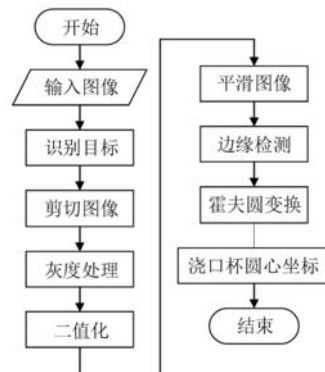 开始
输入图像
识别目标
剪切图像
灰度处理
二值化
平滑图像
边缘检测
霍夫圆变换
浇口杯圆心坐标
结束